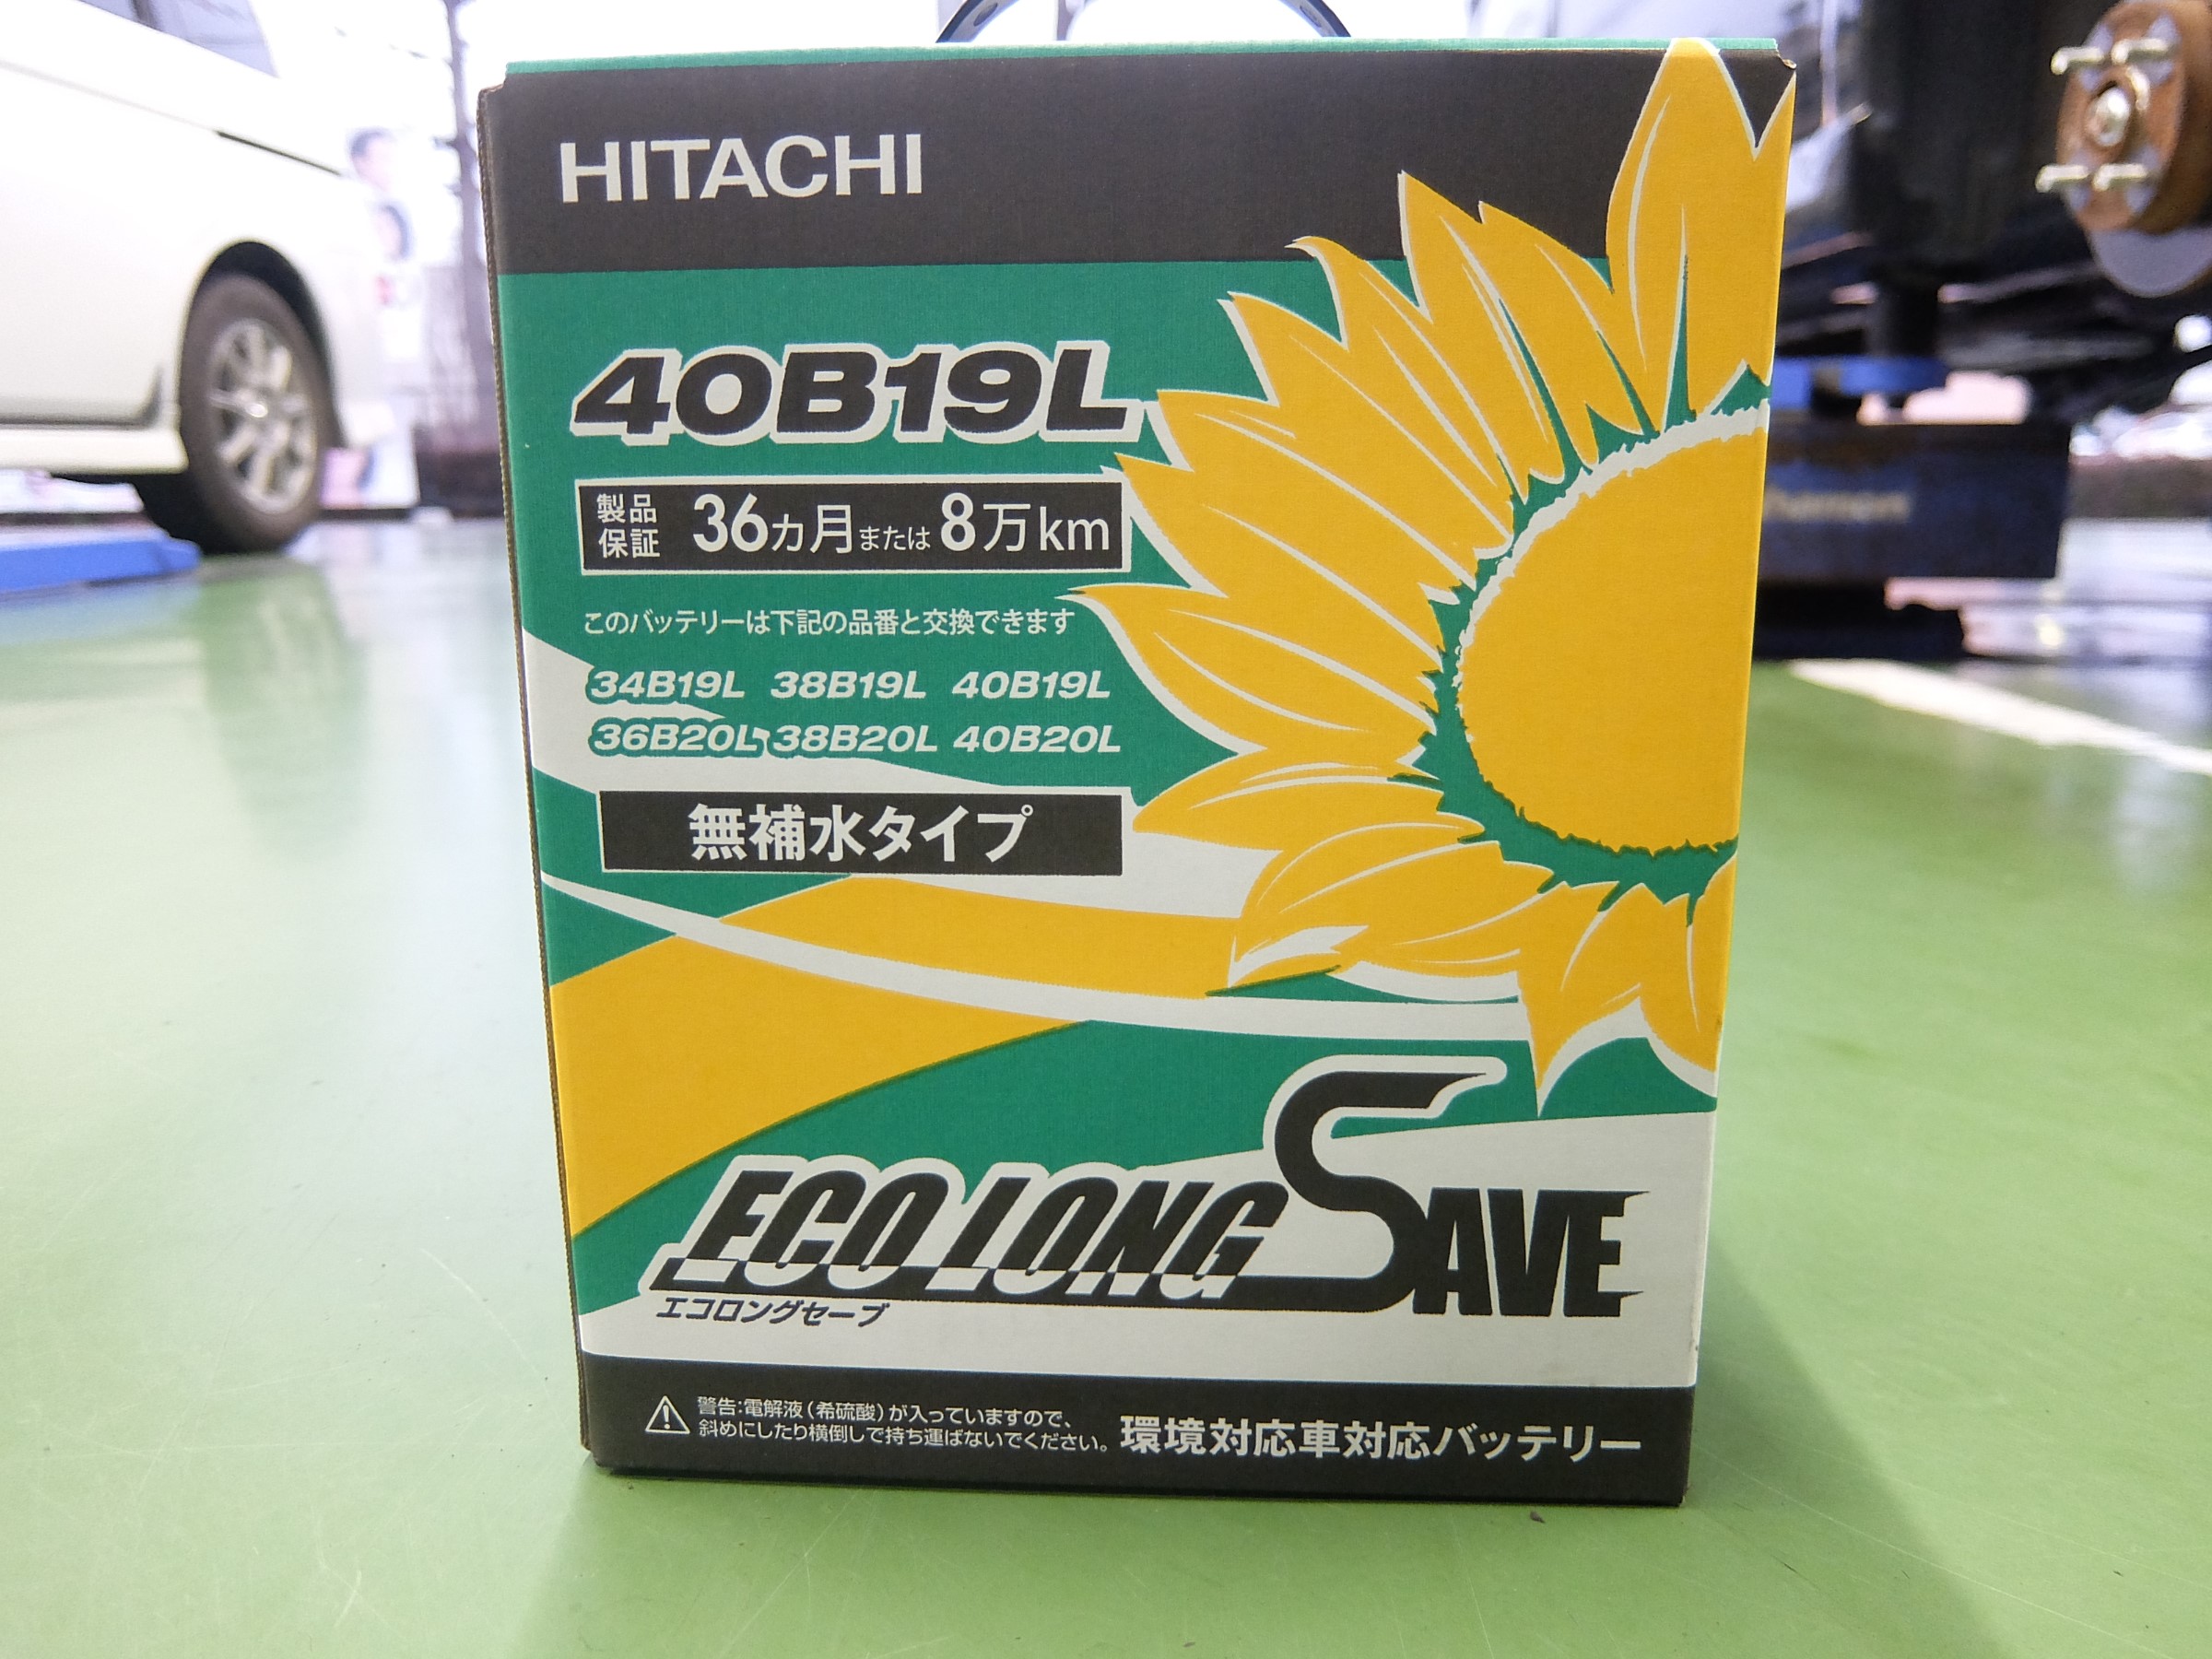 HITACHI
40B19L
製品保証 36カ月または8万km
このバッテリーは下記の品番と交換できます
34B19L 38B19L 40B19L
36B20L 38B20L 40B20L
無補水タイプ
ECO LONG SAVE
エコロングセーブ
警告:電解液(希硫酸)が入っていますので、
斜めにしたり横倒しで持ち運ばないでください。
環境対応車対応バッテリー